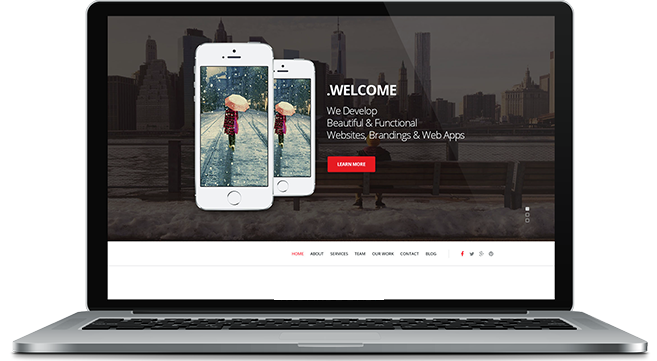 .WELCOME
We Develop
Beautiful & Functional
Websites, Brandings & Web Apps
LEARN MORE
HOME ABOUT SERVICES TEAM OUR WORK CONTACT BLOG